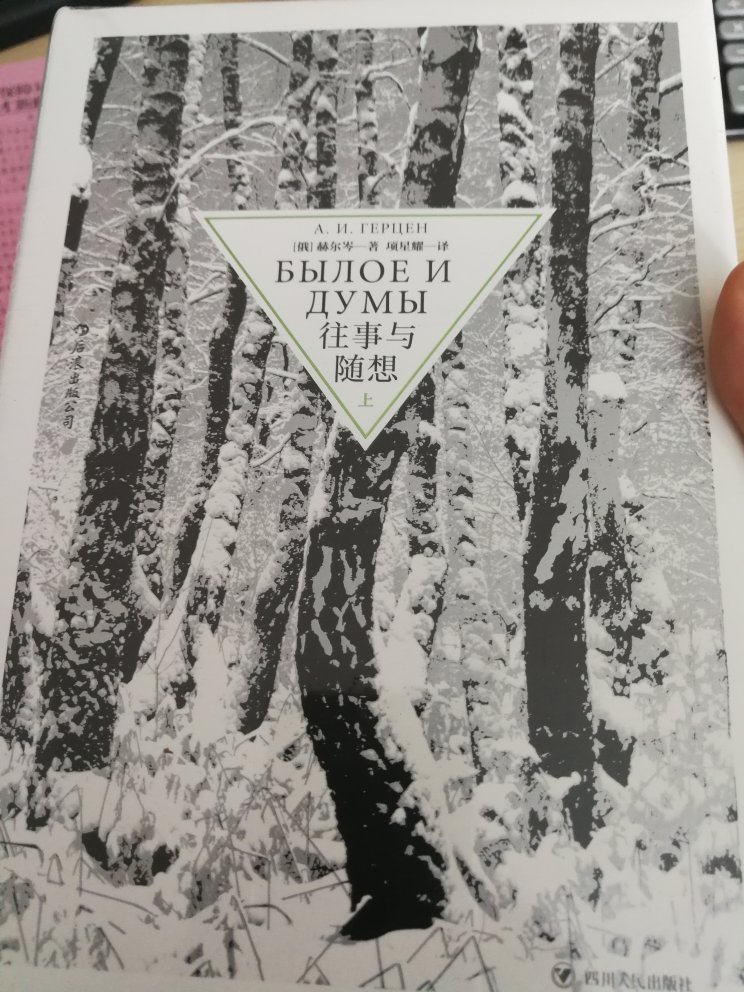 А. И. ГЕРЦЕН
[俄]赫尔岑—著 项星耀—译
БЫЛОЕ И
ДУМЫ
往事与
随想
上
后浪出版公司
四川人民出版社